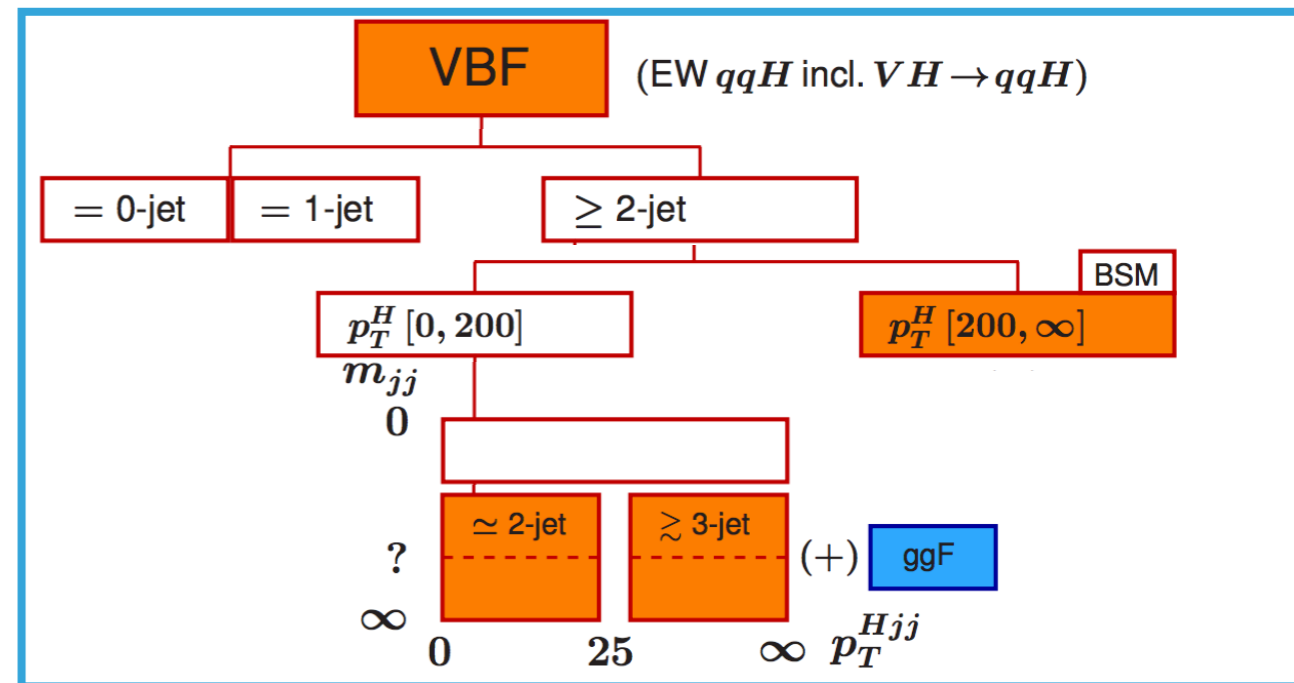 VBF (EW qqH incl. VH → qqH)
= 0-jet = 1-jet ≥ 2-jet
BSM
p_T^H [0, 200] p_T^H [200, ∞]
m_jj
0
≃ 2-jet ≳ 3-jet
? (+) ggF
∞
0 25 ∞ p_T^Hjj